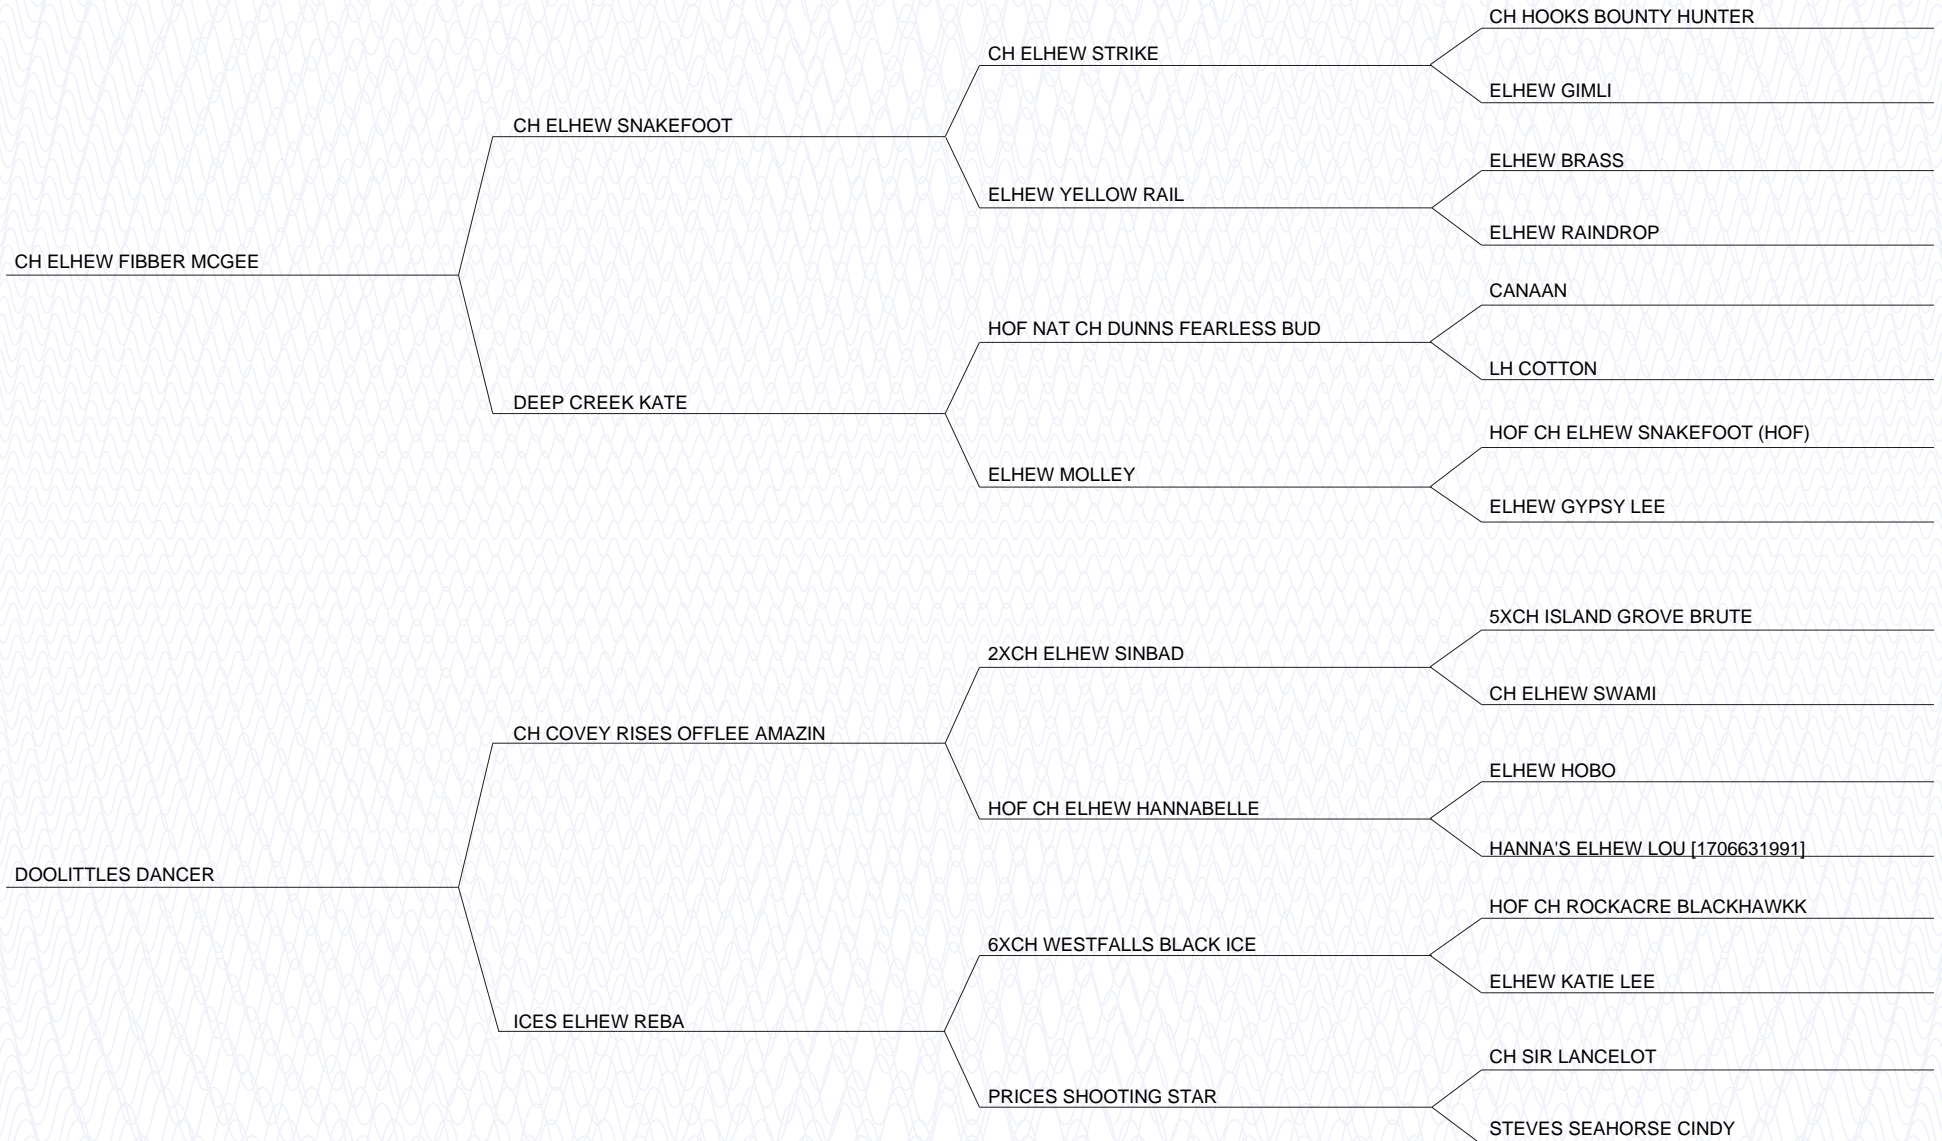 CH HOOKS BOUNTY HUNTER
CH ELHEW STRIKE
ELHEW GIMLI
CH ELHEW SNAKEFOOT
ELHEW BRASS
ELHEW YELLOW RAIL
ELHEW RAINDROP
CH ELHEW FIBBER MCGEE
CANAAN
HOF NAT CH DUNNS FEARLESS BUD
LH COTTON
DEEP CREEK KATE
HOF CH ELHEW SNAKEFOOT (HOF)
ELHEW MOLLEY
ELHEW GYPSY LEE
5XCH ISLAND GROVE BRUTE
2XCH ELHEW SINBAD
CH ELHEW SWAMI
CH COVEY RISES OFFLEE AMAZIN
ELHEW HOBO
HOF CH ELHEW HANNABELLE
HANNA'S ELHEW LOU [1706631991]
DOOLITTLES DANCER
HOF CH ROCKACRE BLACKHAWKK
6XCH WESTFALLS BLACK ICE
ELHEW KATIE LEE
ICES ELHEW REBA
CH SIR LANCELOT
PRICES SHOOTING STAR
STEVES SEAHORSE CINDY